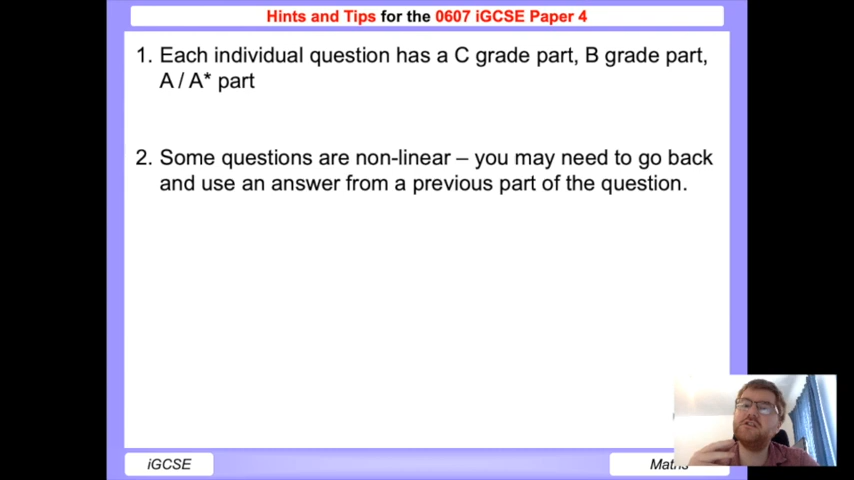 Hints and Tips for the 0607 iGCSE Paper 4
1. Each individual question has a C grade part, B grade part,
A / A* part
2. Some questions are non-linear – you may need to go back
and use an answer from a previous part of the question.
iGCSE
Maths